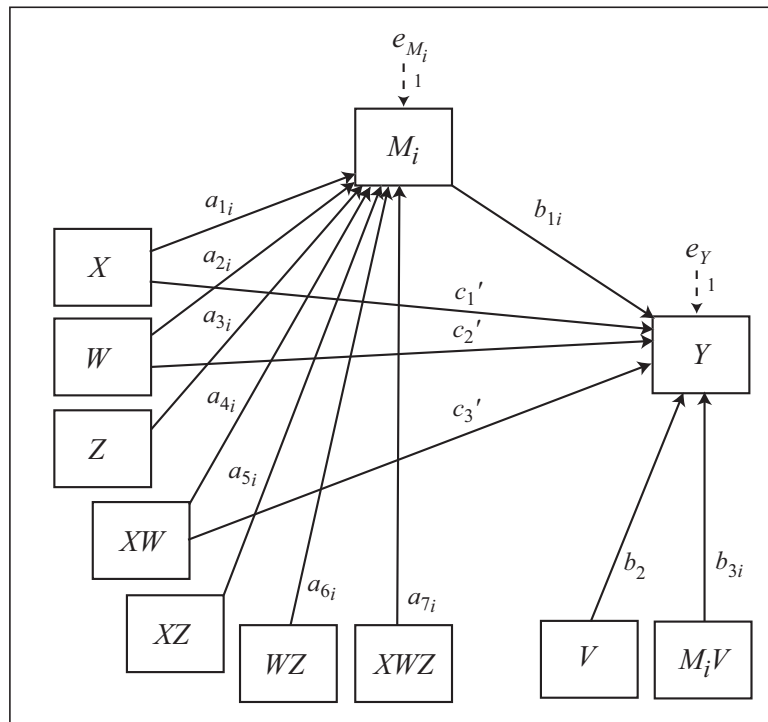 e_{M_i}
1
M_i
a_{1i}
b_{1i}
X
a_{2i}
e_Y
1
c_1′
W
a_{3i}
c_2′
Y
Z
a_{4i}
c_3′
XW
a_{5i}
XZ
a_{6i}
a_{7i}
b_2
b_{3i}
WZ
XWZ
V
M_iV